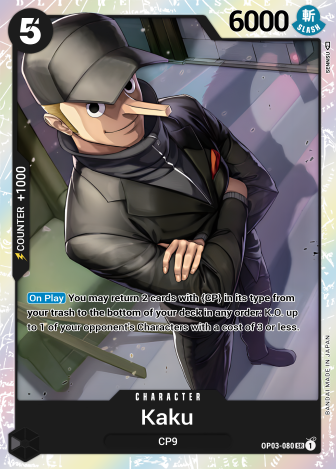 5
6000
斬
SLASH
SENNSU
COUNTER +1000
On Play You may return 2 cards with {CP} in its type from
your trash to the bottom of your deck in any order: K.O. up
to 1 of your opponent's Characters with a cost of 3 or less.
CHARACTER
Kaku
CP9
OP03-080 SR 1
BANDAI MADE IN JAPAN